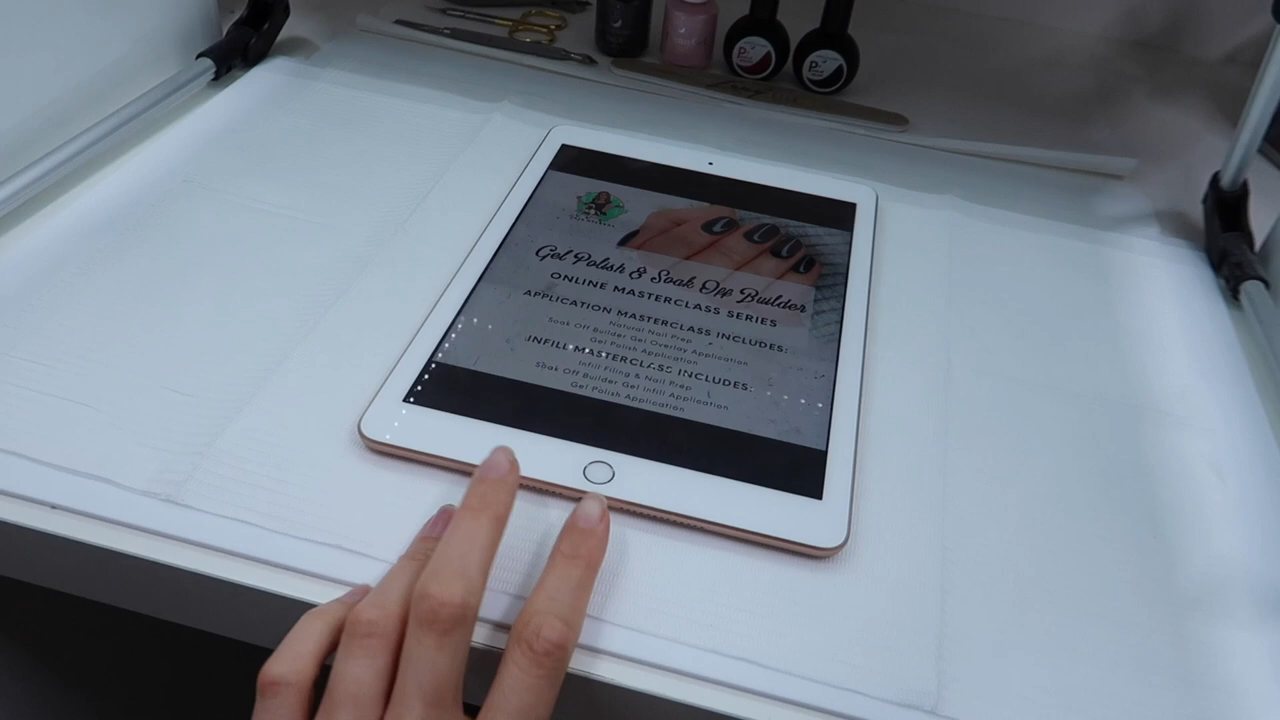 Gel Polish & Soak Off Builder
ONLINE MASTERCLASS SERIES
APPLICATION MASTERCLASS INCLUDES:
Natural Nail Prep
Soak Off Builder Gel Overlay Application
Gel Polish Application
INFILL MASTERCLASS INCLUDES:
Infill Filing & Nail Prep
Soak Off Builder Gel Infill Application
Gel Polish Application